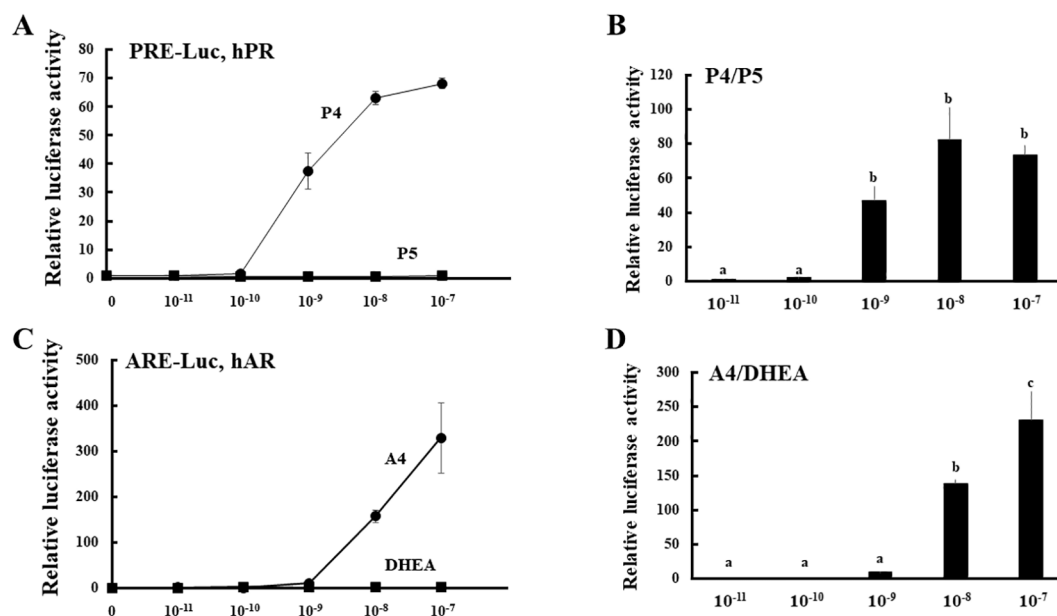 A
PRE-Luc, hPR
Relative luciferase activity
80
70
60
50
40
30
20
10
0
P4
P5
0 10-11 10-10 10-9 10-8 10-7
B
P4/P5
Relative luciferase activity
120
100
80
60
40
20
0
a a b b b
10-11 10-10 10-9 10-8 10-7
C
ARE-Luc, hAR
Relative luciferase activity
500
400
300
200
100
0
A4
DHEA
0 10-11 10-10 10-9 10-8 10-7
D
A4/DHEA
Relative luciferase activity
300
250
200
150
100
50
0
a a a b c
10-11 10-10 10-9 10-8 10-7